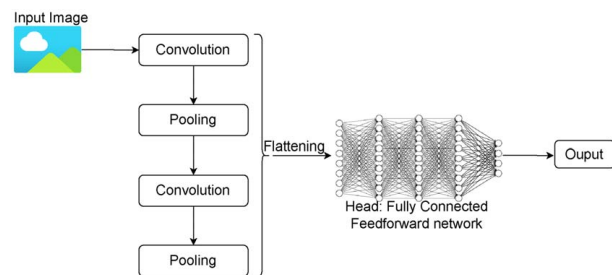 Input Image
Convolution
Pooling
Convolution
Pooling
Flattening
Head: Fully Connected
Feedforward network
Ouput